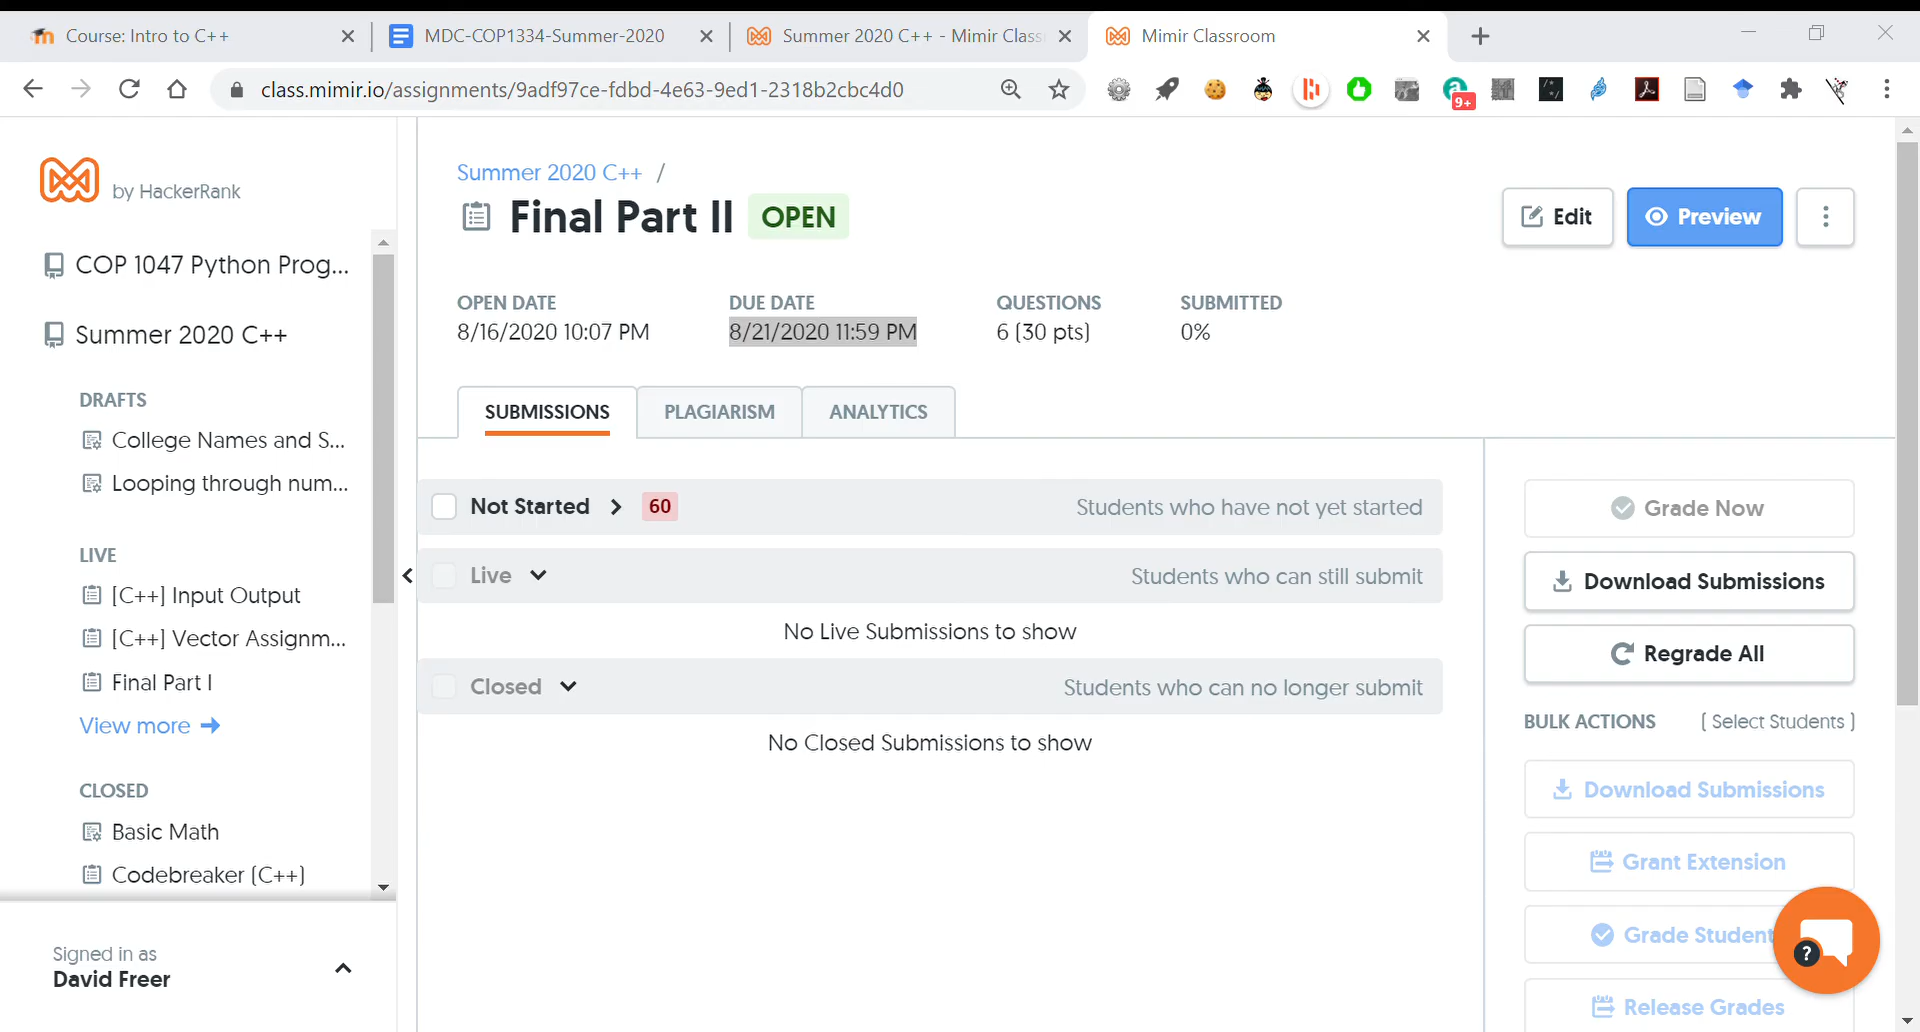 Course: Intro to C++
MDC-COP1334-Summer-2020
Summer 2020 C++ - Mimir Class
Mimir Classroom
class.mimir.io/assignments/9adf97ce-fdbd-4e63-9ed1-2318b2cbc4d0
9+
by HackerRank
COP 1047 Python Prog...
Summer 2020 C++
DRAFTS
College Names and S...
Looping through num...
LIVE
[C++] Input Output
[C++] Vector Assignm...
Final Part I
View more
CLOSED
Basic Math
Codebreaker (C++)
Signed in as
David Freer
Summer 2020 C++ /
Final Part II OPEN
Edit
Preview
OPEN DATE
8/16/2020 10:07 PM
DUE DATE
8/21/2020 11:59 PM
QUESTIONS
6 (30 pts)
SUBMITTED
0%
SUBMISSIONS
PLAGIARISM
ANALYTICS
Not Started 60 Students who have not yet started
Live Students who can still submit
No Live Submissions to show
Closed Students who can no longer submit
No Closed Submissions to show
Grade Now
Download Submissions
Regrade All
BULK ACTIONS ( Select Students )
Download Submissions
Grant Extension
Grade Student
Release Grades
?